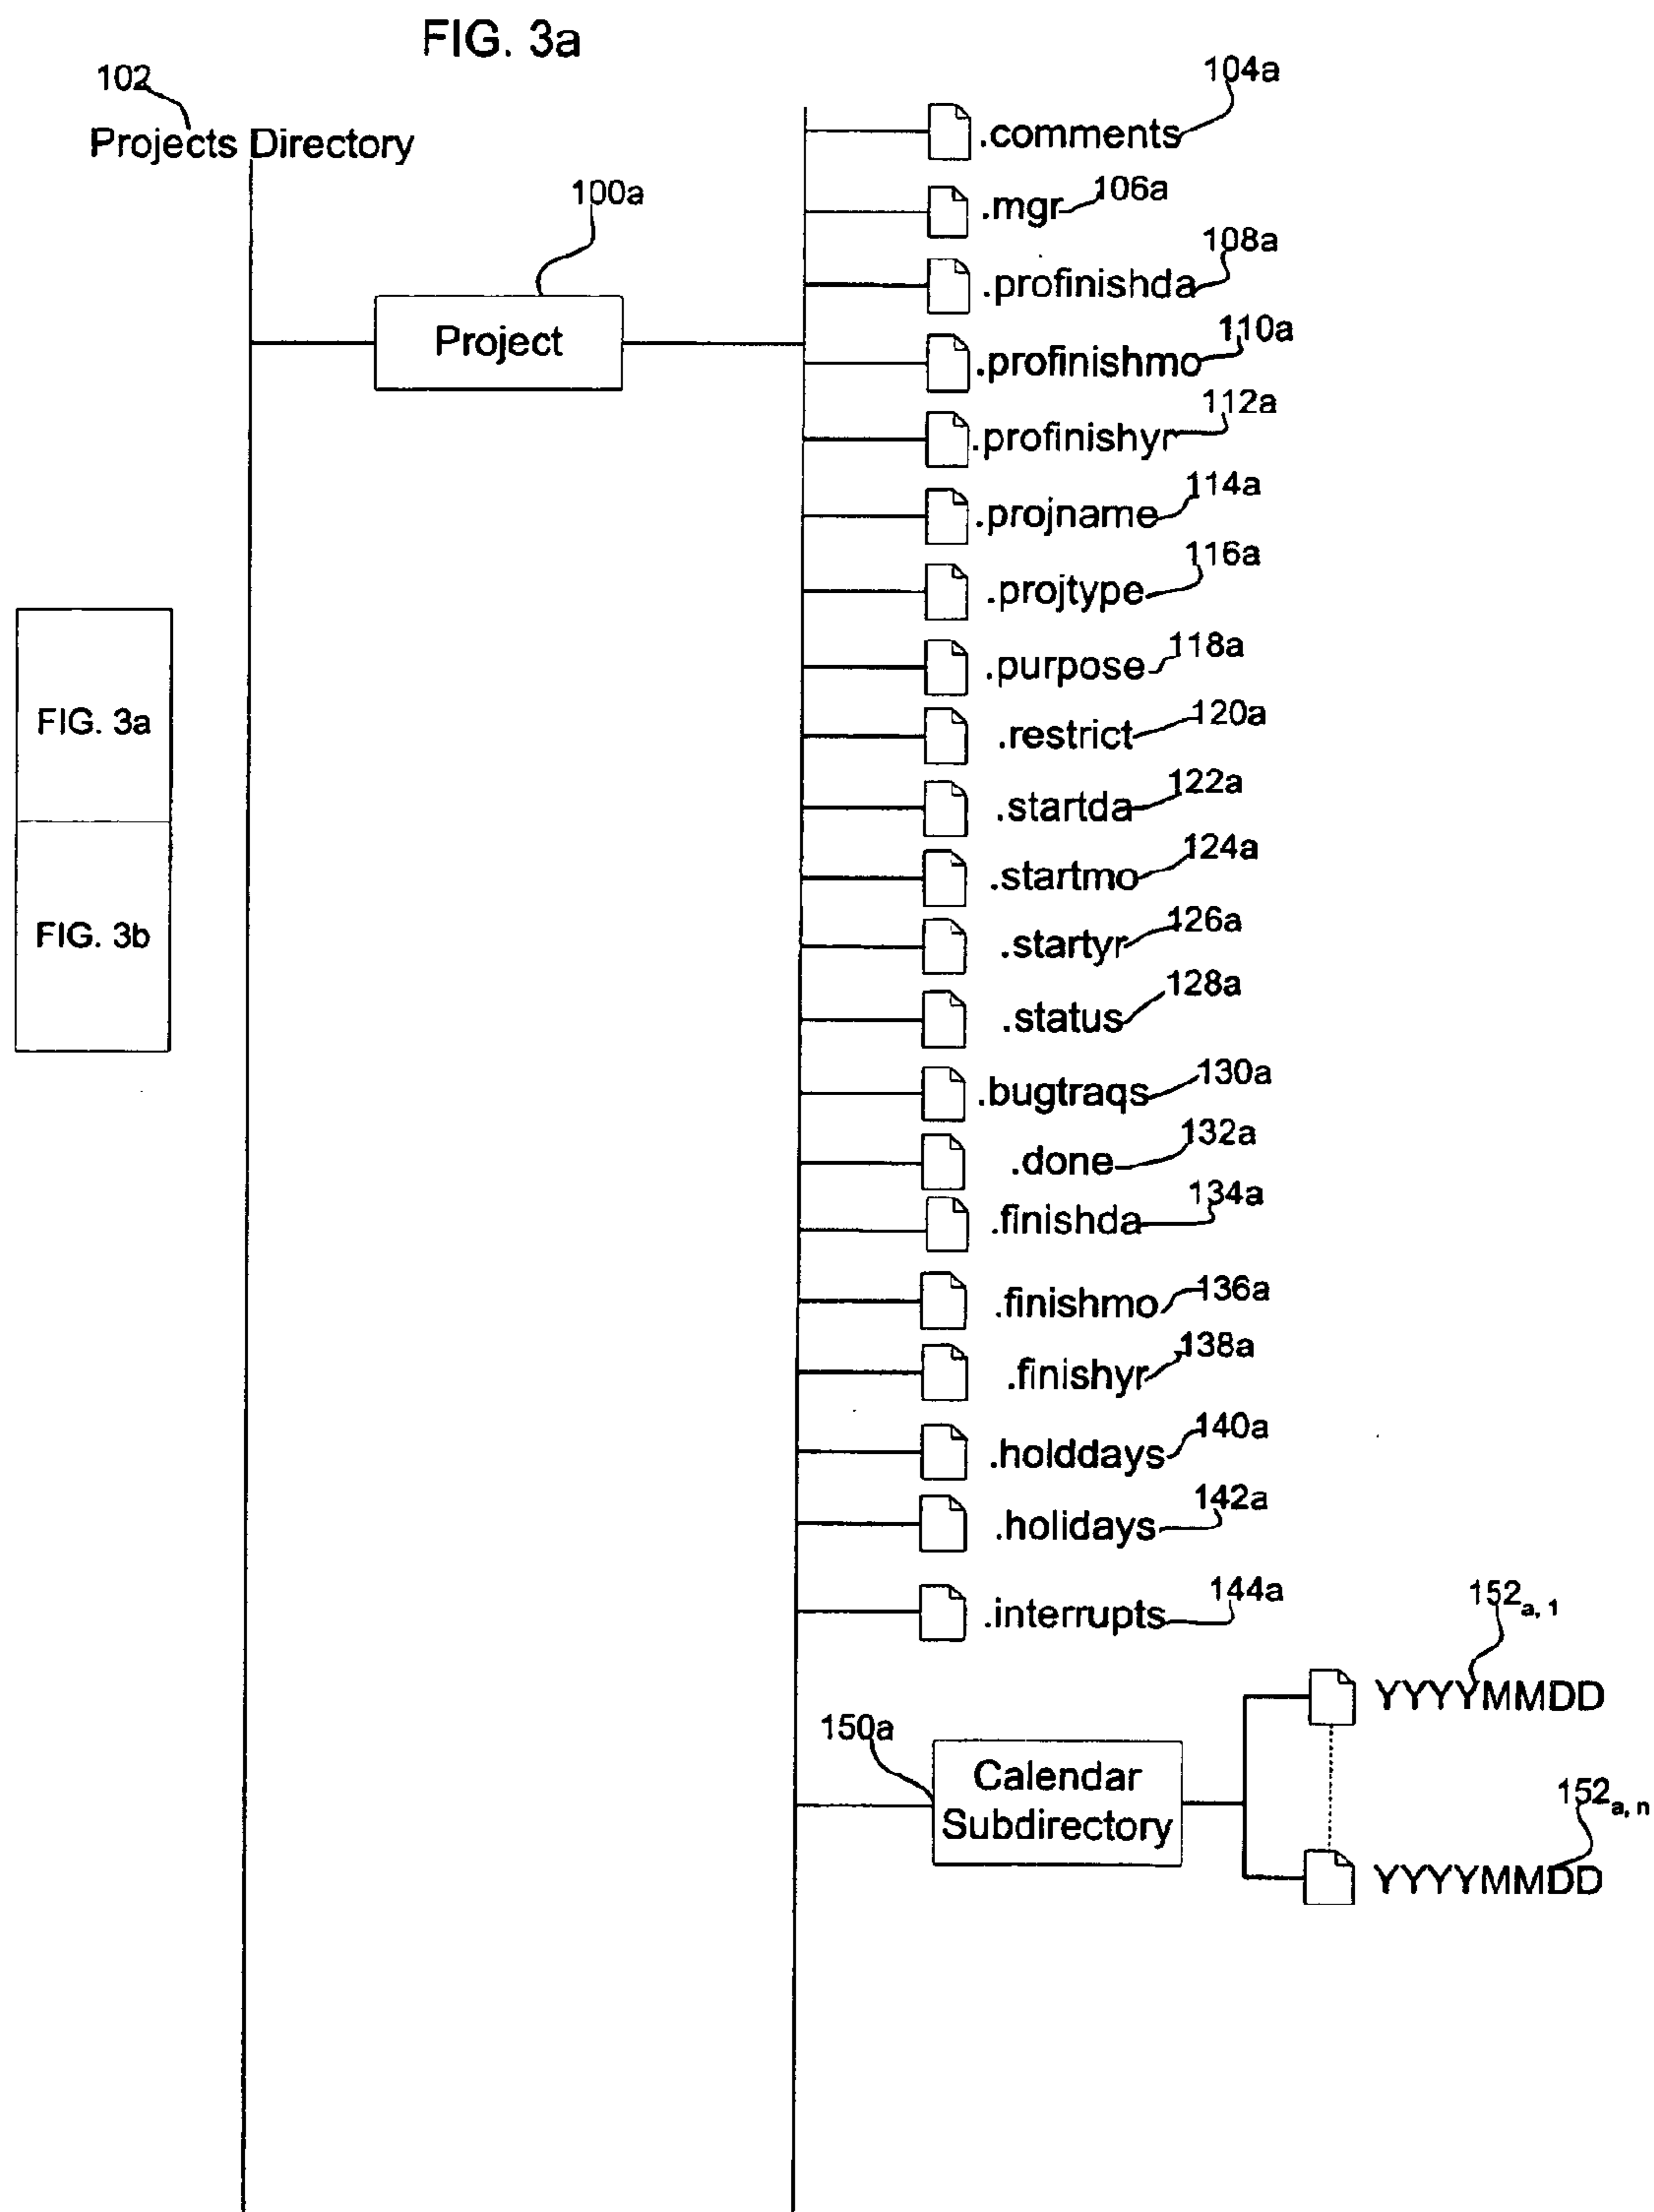 FIG. 3a
102
Projects Directory
100a
Project
.comments 104a
.mgr 106a
.profinishda 108a
.profinishmo 110a
.profinishyr 112a
.projname 114a
.projtype 116a
.purpose 118a
.restrict 120a
.startda 122a
.startmo 124a
.startyr 126a
.status 128a
.bugtraqs 130a
.done 132a
.finishda 134a
.finishmo 136a
.finishyr 138a
.holddays 140a
.holidays 142a
.interrupts 144a
150a
Calendar
Subdirectory
152a, 1
YYYYMMDD
152a, n
YYYYMMDD
FIG. 3a
FIG. 3b